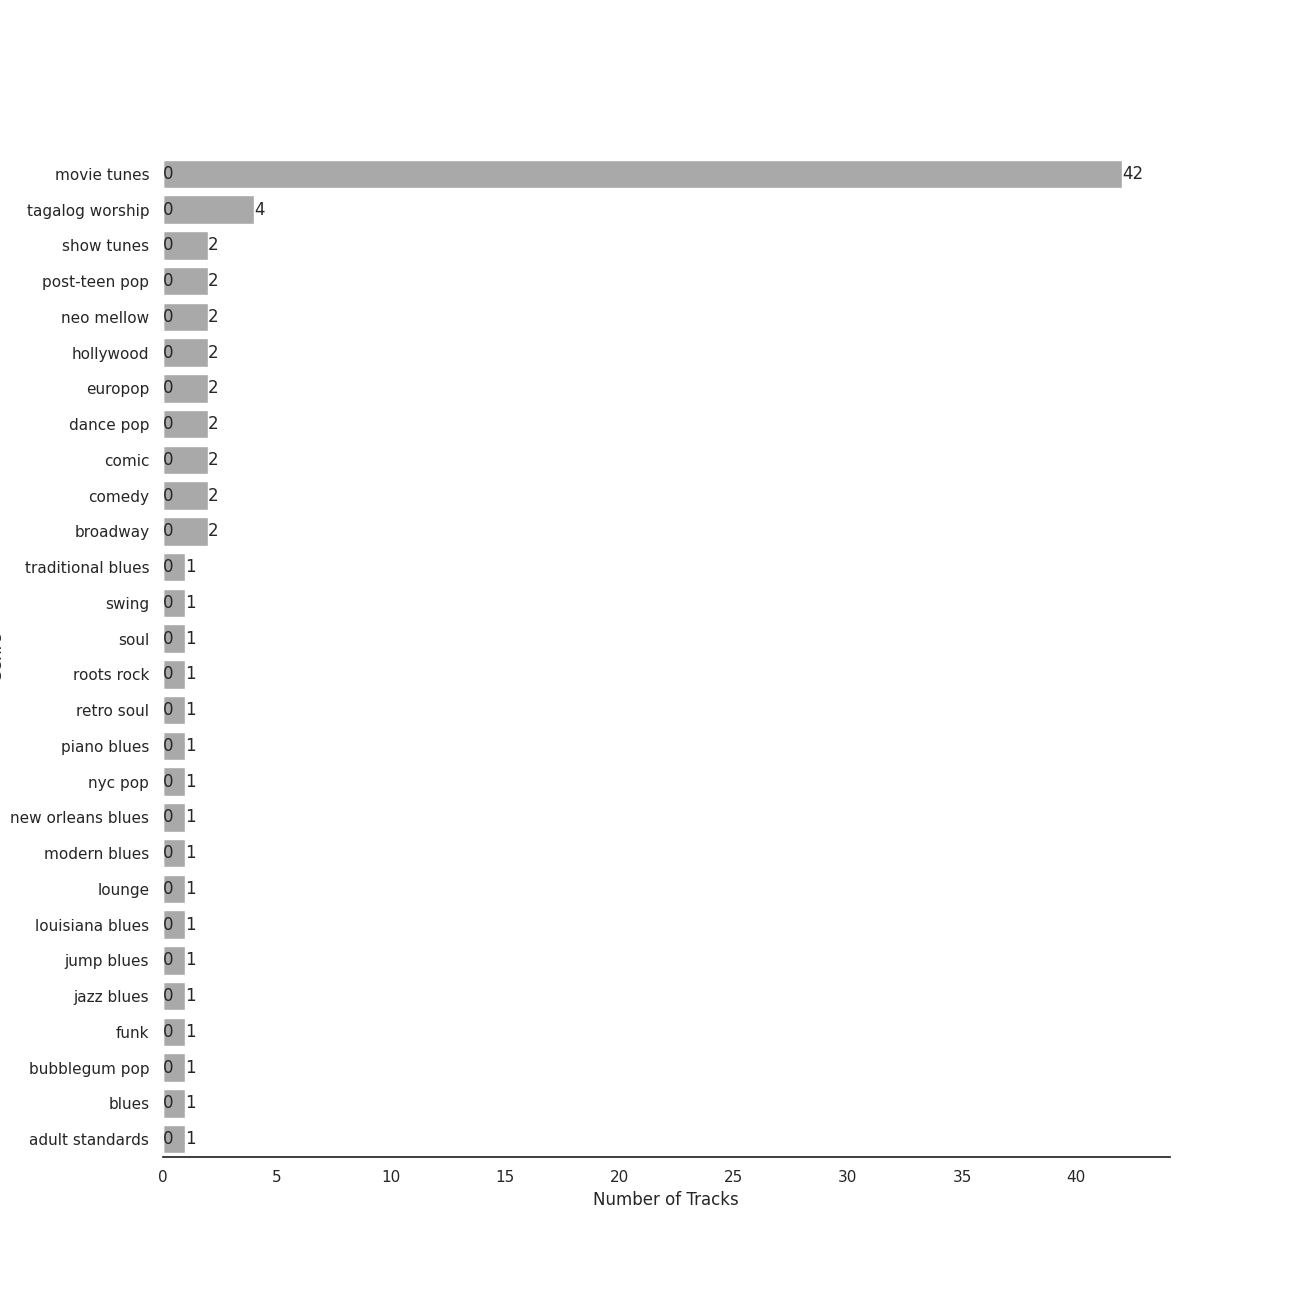 movie tunes 0 42
tagalog worship 0 4
show tunes 0 2
post-teen pop 0 2
neo mellow 0 2
hollywood 0 2
europop 0 2
dance pop 0 2
comic 0 2
comedy 0 2
broadway 0 2
traditional blues 0 1
swing 0 1
soul 0 1
roots rock 0 1
retro soul 0 1
piano blues 0 1
nyc pop 0 1
new orleans blues 0 1
modern blues 0 1
lounge 0 1
louisiana blues 0 1
jump blues 0 1
jazz blues 0 1
funk 0 1
bubblegum pop 0 1
blues 0 1
adult standards 0 1
0 5 10 15 20 25 30 35 40
Number of Tracks